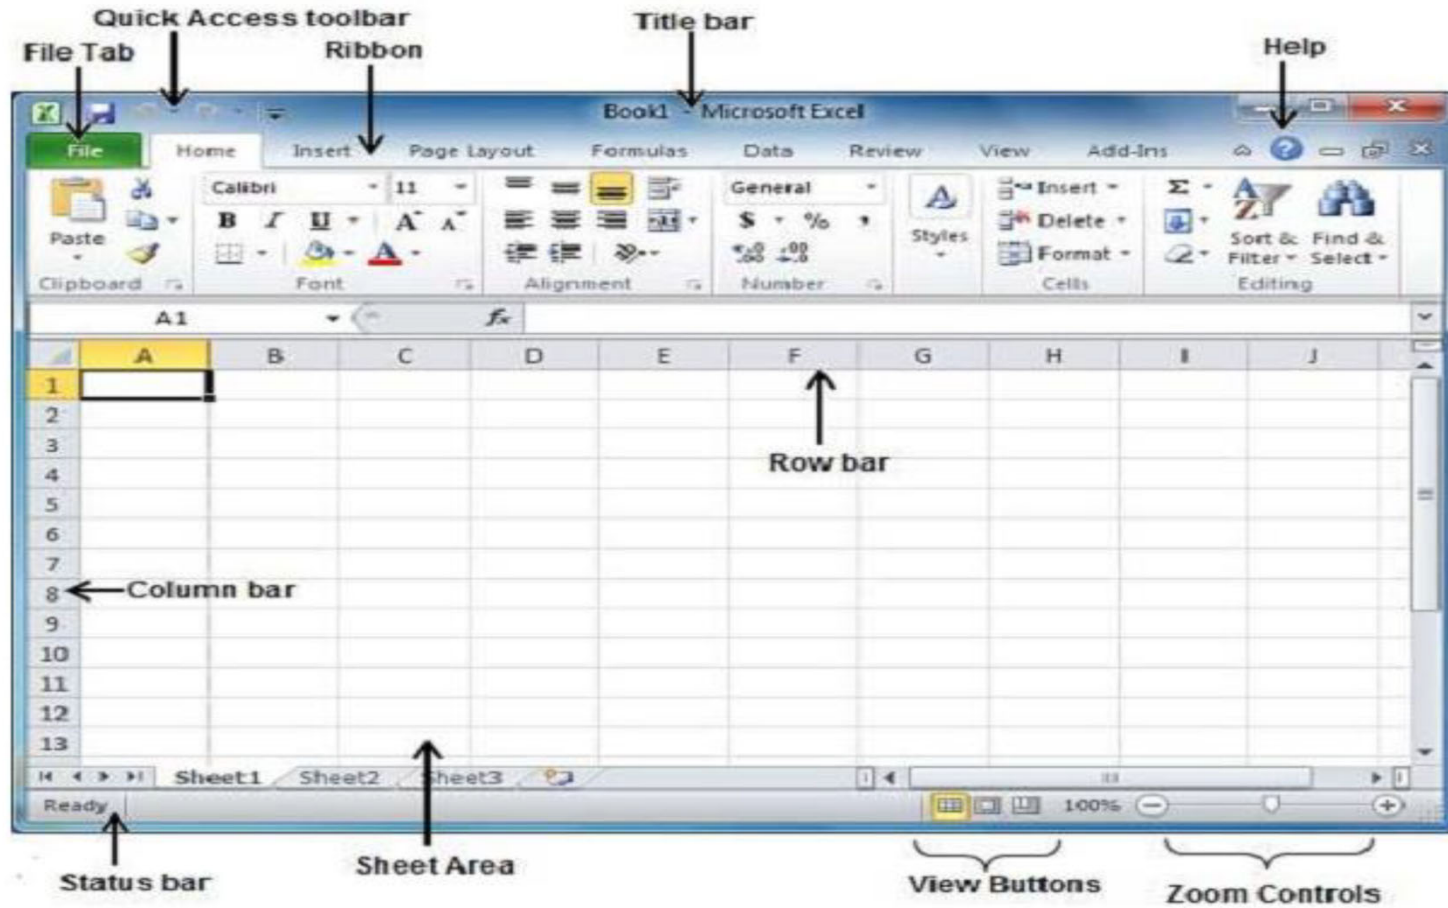 Quick Access toolbar
Title bar
File Tab
Ribbon
Help
Book1 - Microsoft Excel
File Home Insert Page Layout Formulas Data Review View Add-Ins
Calibri 11 General Insert Σ
Paste B I U A A $ % , Styles Delete Sort & Filter Find & Select
A Format
Clipboard Font Alignment Number Cells Editing
A1 fx
A B C D E F G H I J
1
2
3
Row bar
4
5
6
7
8 Column bar
9
10
11
12
13
Sheet1 Sheet2 Sheet3
Ready 100%
Status bar
Sheet Area
View Buttons
Zoom Controls